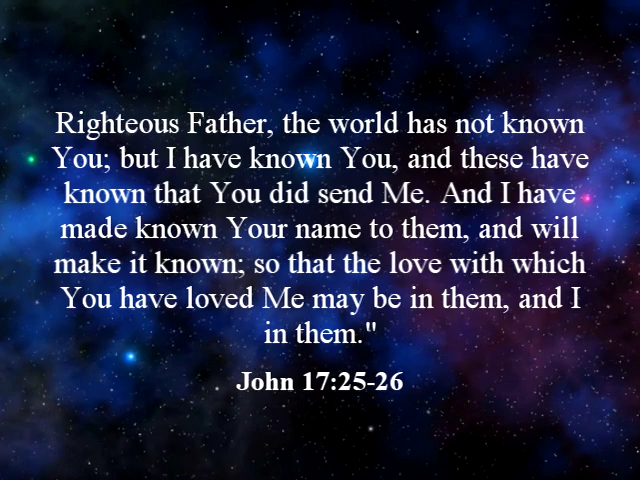 Righteous Father, the world has not known
You; but I have known You, and these have
known that You did send Me. And I have
made known Your name to them, and will
make it known; so that the love with which
You have loved Me may be in them, and I
in them."
John 17:25-26